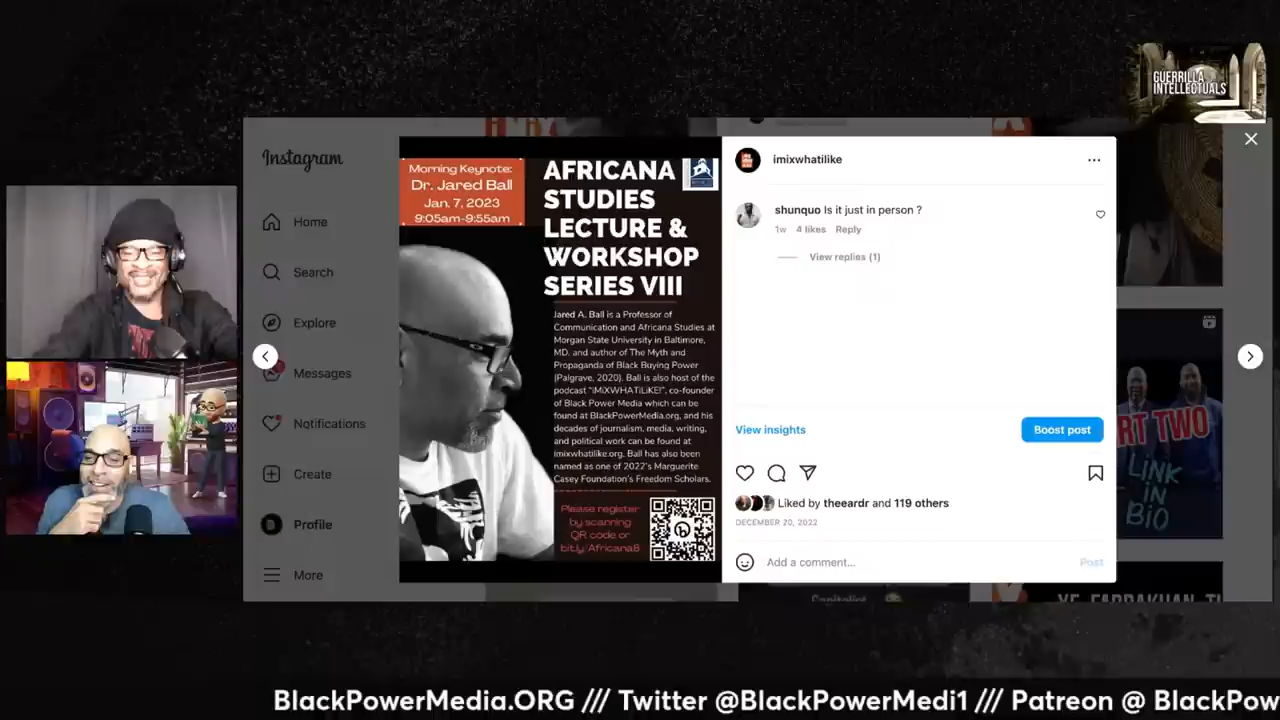 GUERRILLA
INTELLECTUALS
Instagram
Home
Search
Explore
Messages
Notifications
Create
Profile
More
Morning Keynote:
Dr. Jared Ball
Jan. 7, 2023
9:05am-9:55am
AFRICANA
STUDIES
LECTURE &
WORKSHOP
SERIES VIII
Jared A. Ball is a Professor of
Communication and Africana Studies at
Morgan State University in Baltimore,
MD. and author of The Myth and
Propaganda of Black Buying Power
(Palgrave, 2020). Ball is also host of the
podcast "iMiXWHATiLiKE!", co-founder
of Black Power Media which can be
found at BlackPowerMedia.org, and his
decades of journalism, media, writing,
and political work can be found at
imixwhatilike.org. Ball has also been
named as one of 2022's Marguerite
Casey Foundation's Freedom Scholars.
Please register
by scanning
QR code or
bit.ly/Africana8
imixwhatilike
shunquo Is it just in person ?
1w 4 likes Reply
View replies (1)
View insights
Boost post
Liked by theeardr and 119 others
DECEMBER 20, 2022
Add a comment...
Post
RT TWO
LINK
IN
BIO
Capitalist
YE, FARRAKHAN, T
BlackPowerMedia.ORG /// Twitter @BlackPowerMedi1 /// Patreon @ BlackPow